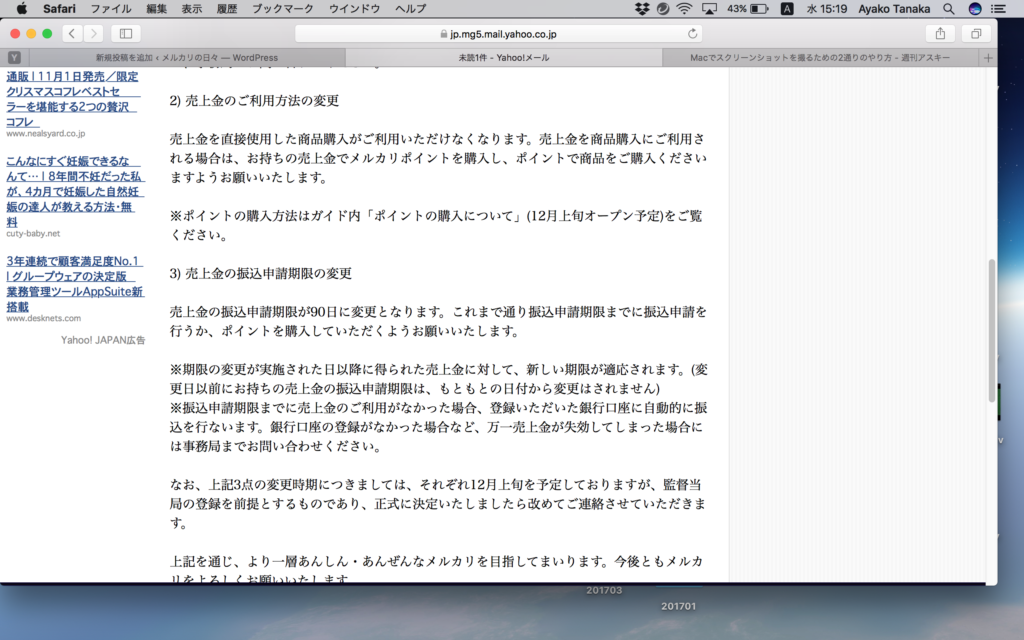 Safari ファイル 編集 表示 履歴 ブックマーク ウインドウ ヘルプ 43% A 水 15:19 Ayako Tanaka
jp.mg5.mail.yahoo.co.jp
Y 新規投稿を追加 ‹ メルカリの日々 — WordPress 未読1件 - Yahoo!メール Macでスクリーンショットを撮るための2通りのやり方 - 週刊アスキー
通販 | 11月1日発売／限定
クリスマスコフレベストセ
ラーを堪能する2つの贅沢
コフレ
www.nealsyard.co.jp
こんなにすぐ妊娠できるな
んて… | 8年間不妊だった私
が、4カ月で妊娠した自然妊
娠の達人が教える方法・無
料
cuty-baby.net
3年連続で顧客満足度No.1
| グループウェアの決定版
業務管理ツールAppSuite新
搭載
www.desknets.com
Yahoo! JAPAN広告
2) 売上金のご利用方法の変更
売上金を直接使用した商品購入がご利用いただけなくなります。売上金を商品購入にご利用さ
れる場合は、お持ちの売上金でメルカリポイントを購入し、ポイントで商品をご購入ください
ますようお願いいたします。
※ポイントの購入方法はガイド内「ポイントの購入について」(12月上旬オープン予定)をご覧
ください。
3) 売上金の振込申請期限の変更
売上金の振込申請期限が90日に変更となります。これまで通り振込申請期限までに振込申請を
行うか、ポイントを購入していただくようお願いいたします。
※期限の変更が実施された日以降に得られた売上金に対して、新しい期限が適応されます。(変
更日以前にお持ちの売上金の振込申請期限は、もともとの日付から変更はされません)
※振込申請期限までに売上金のご利用がなかった場合、登録いただいた銀行口座に自動的に振
込を行ないます。銀行口座の登録がなかった場合など、万一売上金が失効してしまった場合に
は事務局までお問い合わせください。
なお、上記3点の変更時期につきましては、それぞれ12月上旬を予定しておりますが、監督当
局の登録を前提とするものであり、正式に決定いたしましたら改めてご連絡させていただきま
す。
上記を通じ、より一層あんしん・あんぜんなメルカリを目指してまいります。今後ともメルカ
リをよろしくお願いいたします。
201703
201701